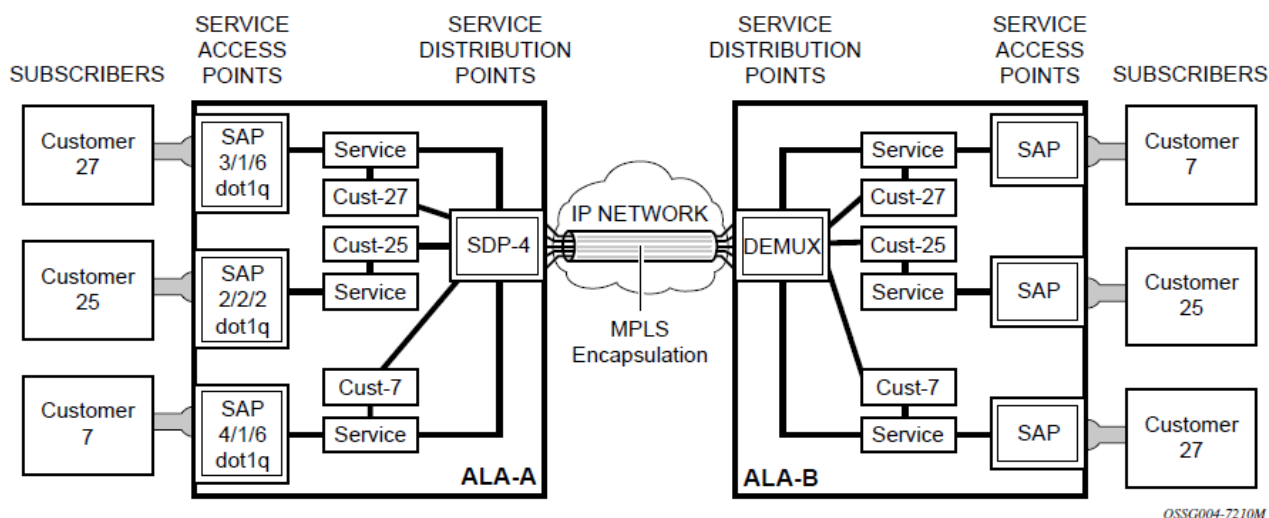 SUBSCRIBERS
SERVICE
ACCESS
POINTS
SERVICE
DISTRIBUTION
POINTS
SERVICE
DISTRIBUTION
POINTS
SERVICE
ACCESS
POINTS
SUBSCRIBERS
Customer
27
SAP
3/1/6
dot1q
Service
Cust-27
Customer
25
SAP
2/2/2
dot1q
Cust-25
Service
Customer
7
SAP
4/1/6
dot1q
Cust-7
Service
SDP-4
ALA-A
IP NETWORK
MPLS
Encapsulation
DEMUX
Service
Cust-27
SAP
Customer
7
Cust-25
Service
SAP
Customer
25
Cust-7
Service
SAP
Customer
27
ALA-B
OSSG004-7210M